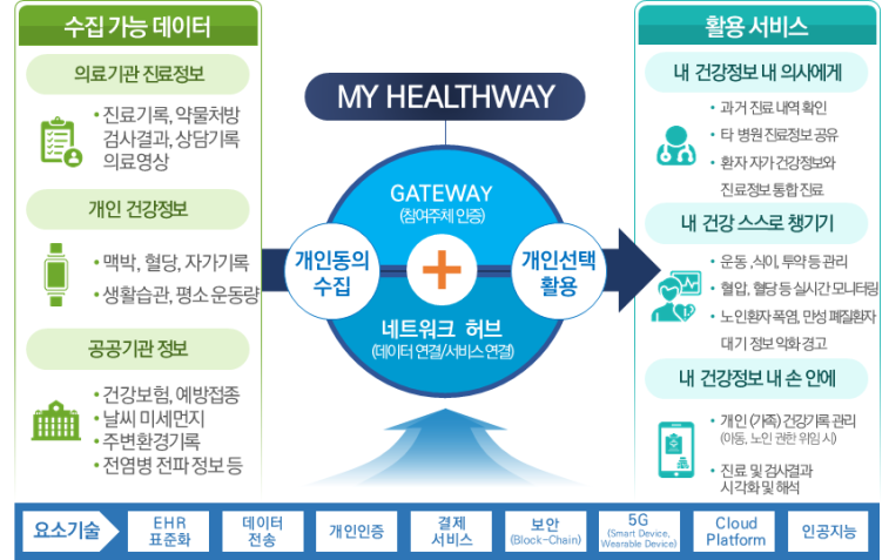 수집 가능 데이터
의료기관 진료정보
• 진료기록, 약물처방
검사결과, 상담기록
의료영상
개인 건강정보
• 맥박, 혈당, 자가기록
• 생활습관, 평소 운동량
공공기관 정보
• 건강보험, 예방접종
• 날씨 미세먼지
• 주변환경기록
• 전염병 전파 정보 등
MY HEALTHWAY
GATEWAY
(참여주체 인증)
개인동의
수집
개인선택
활용
네트워크 허브
(데이터 연결/서비스 연결)
활용 서비스
내 건강정보 내 의사에게
• 과거 진료 내역 확인
• 타 병원 진료정보 공유
• 환자 자가 건강정보와
진료정보 통합 진료
내 건강 스스로 챙기기
• 운동 ,식이, 투약 등 관리
• 혈압, 혈당 등 실시간 모니터링
• 노인환자 폭염, 만성 폐질환자
대기 정보 악화 경고
내 건강정보 내 손 안에
• 개인 (가족) 건강기록 관리
(아동, 노인 권한 위임 시)
• 진료 및 검사결과
시각화 및 해석
요소기술
EHR
표준화
데이터
전송
개인인증
결제
서비스
보안
(Block-Chain)
5G
(Smart Device,
Wearable Device)
Cloud
Platform
인공지능